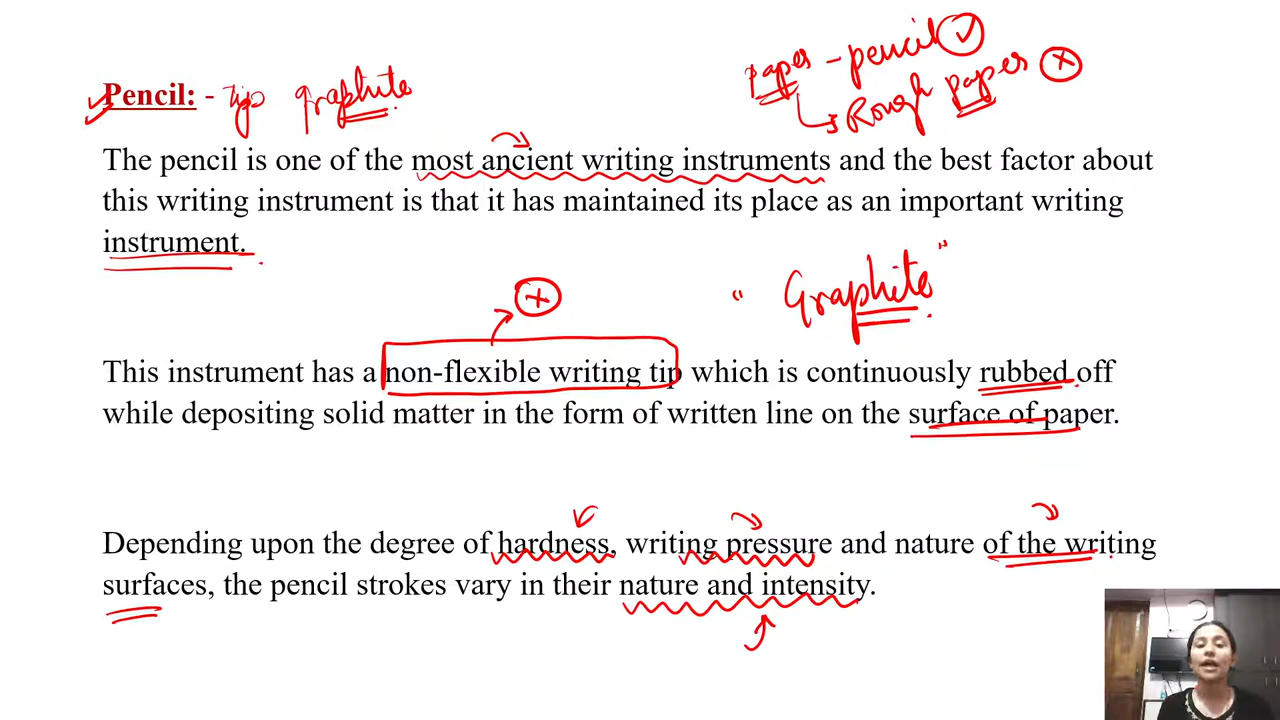 paper - pencil
Rough paper
Pencil: - Tip graphite
The pencil is one of the most ancient writing instruments and the best factor about
this writing instrument is that it has maintained its place as an important writing
instrument.
" Graphite "
This instrument has a non-flexible writing tip which is continuously rubbed off
while depositing solid matter in the form of written line on the surface of paper.
Depending upon the degree of hardness, writing pressure and nature of the writing
surfaces, the pencil strokes vary in their nature and intensity.